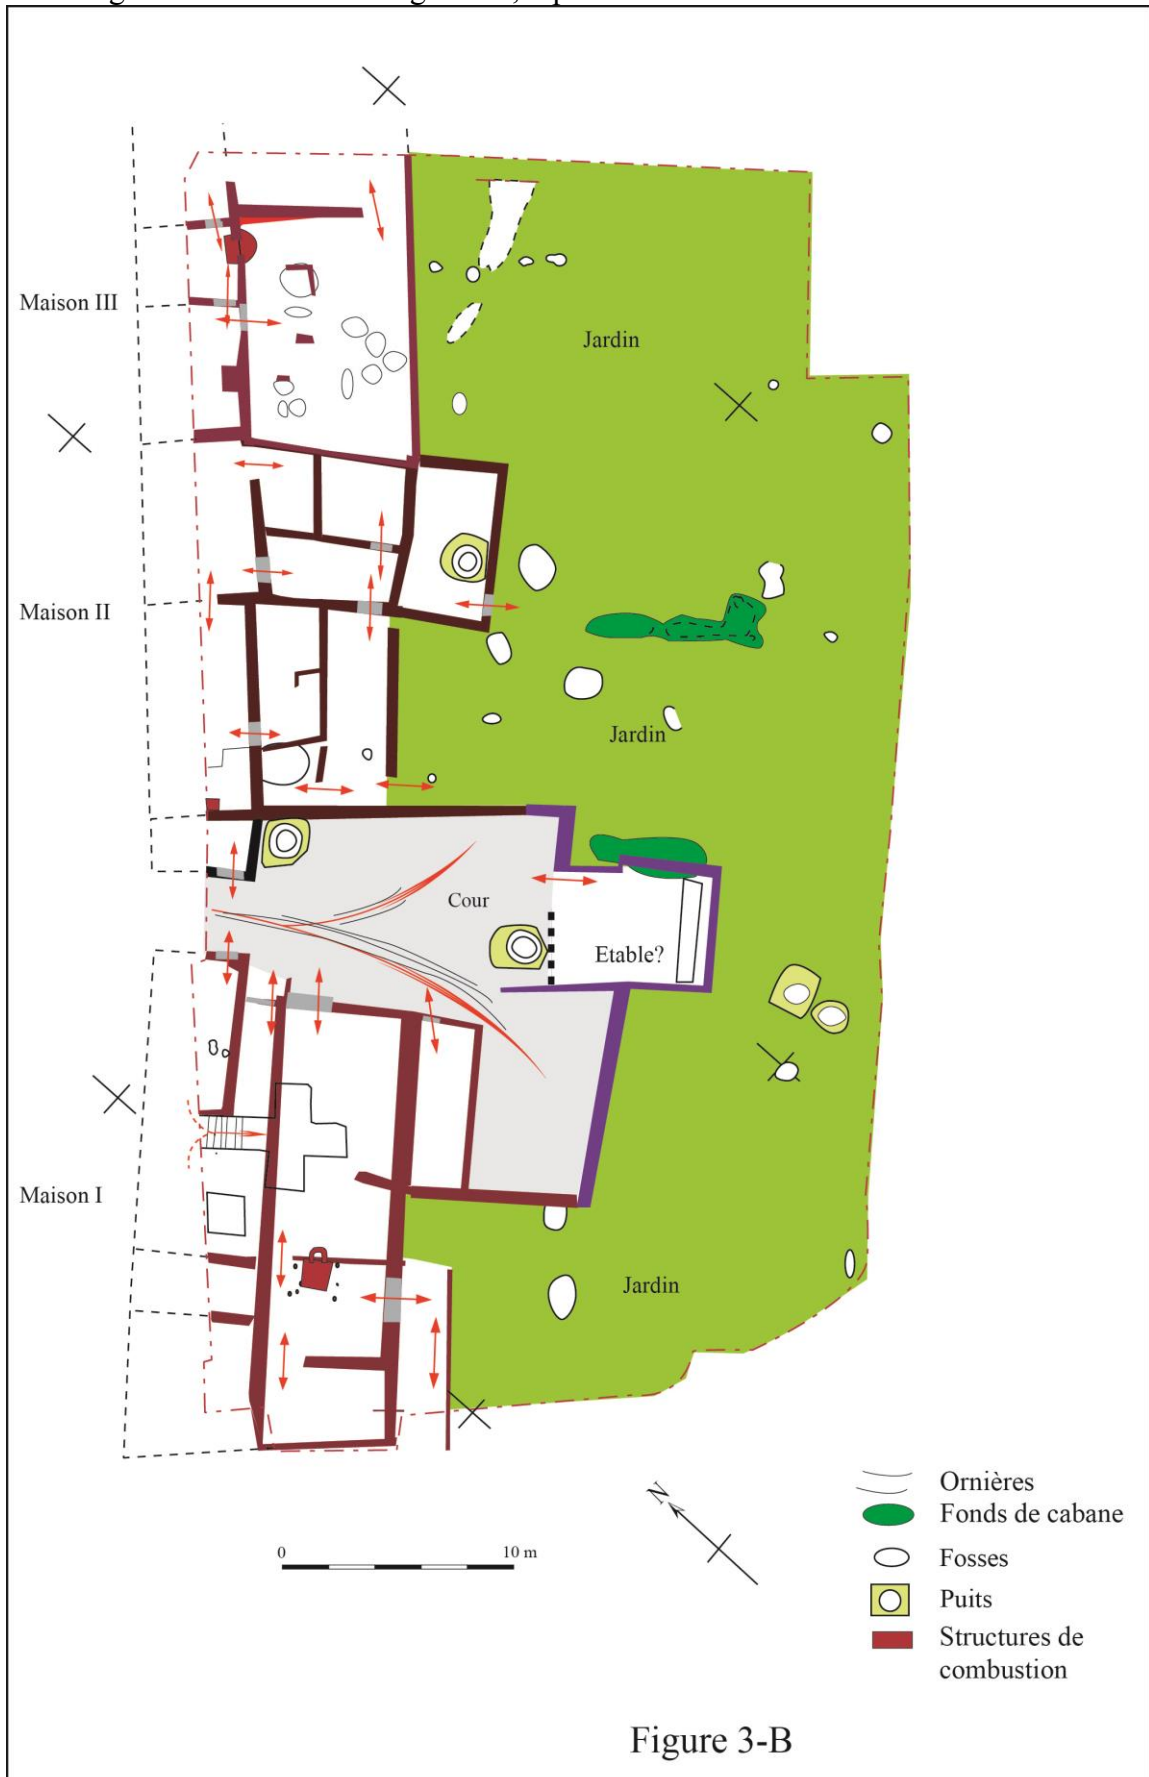 Maison III
Jardin
Maison II
Jardin
Cour
Etable?
Maison I
Jardin
N
0 10 m
Ornières
Fonds de cabane
Fosses
Puits
Structures de
combustion
Figure 3-B